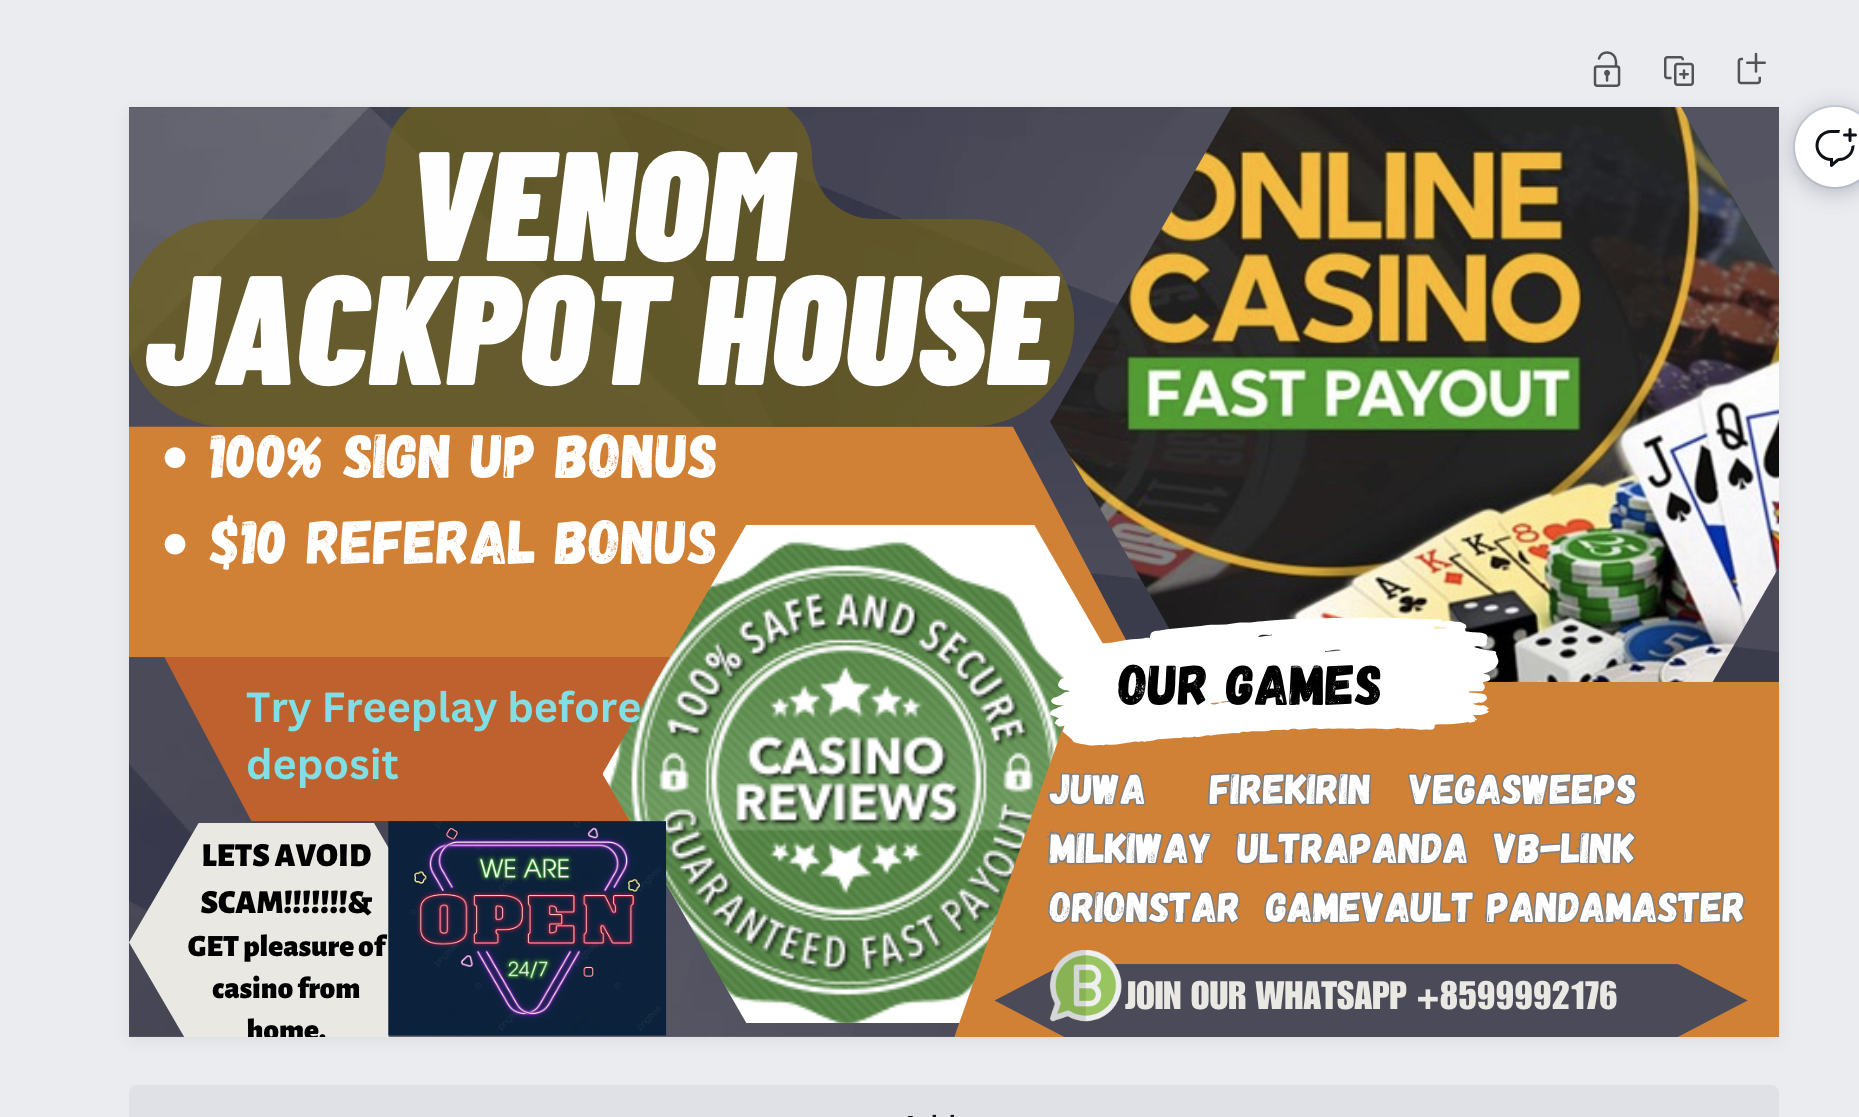 VENOM
JACKPOT HOUSE
ONLINE
CASINO
FAST PAYOUT
• 100% SIGN UP BONUS
• $10 REFERAL BONUS
Try Freeplay before
deposit
100% SAFE AND SECURE
CASINO
REVIEWS
GUARANTEED FAST PAYOUT
LETS AVOID
SCAM!!!!!!!&
GET pleasure of
casino from
home.
WE ARE
OPEN
24/7
OUR GAMES
JUWA FIREKIRIN VEGASWEEPS
MILKIWAY ULTRAPANDA VB-LINK
ORIONSTAR GAMEVAULT PANDAMASTER
B
JOIN OUR WHATSAPP +8599992176
J
Q
A
K
K
8
25
5